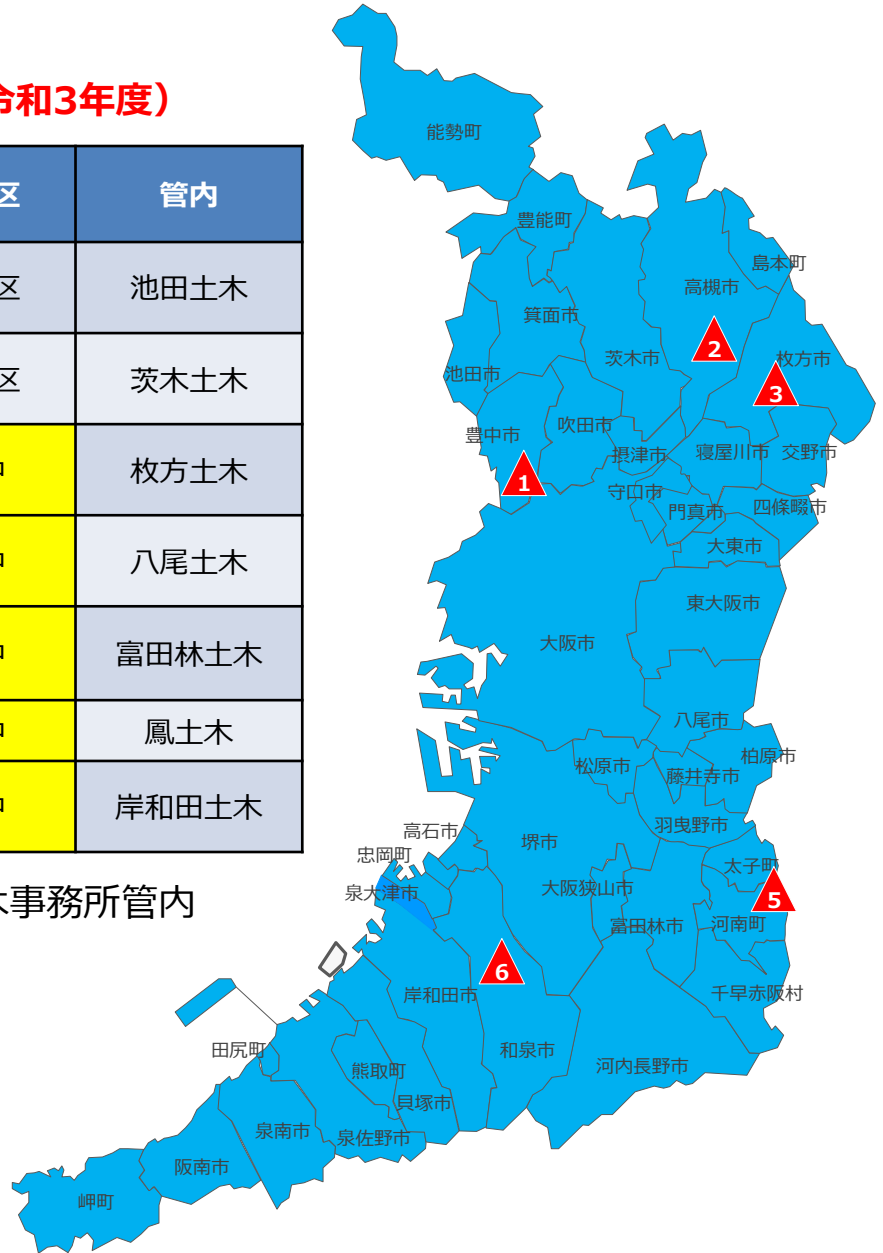 令和3年度）
区 管内
区 池田土木
区 茨木土木
枚方土木
八尾土木
富田林土木
鳳土木
岸和田土木
木事務所管内
能勢町
豊能町
島本町
高槻市
箕面市
茨木市
2
枚方市
池田市
3
吹田市
豊中市
摂津市
寝屋川市
交野市
1
守口市
門真市
四條畷市
大東市
東大阪市
大阪市
八尾市
柏原市
松原市
藤井寺市
羽曳野市
高石市
堺市
忠岡町
太子町
泉大津市
大阪狭山市
5
富田林市
河南町
6
岸和田市
千早赤阪村
田尻町
和泉市
河内長野市
熊取町
貝塚市
泉南市
泉佐野市
阪南市
岬町